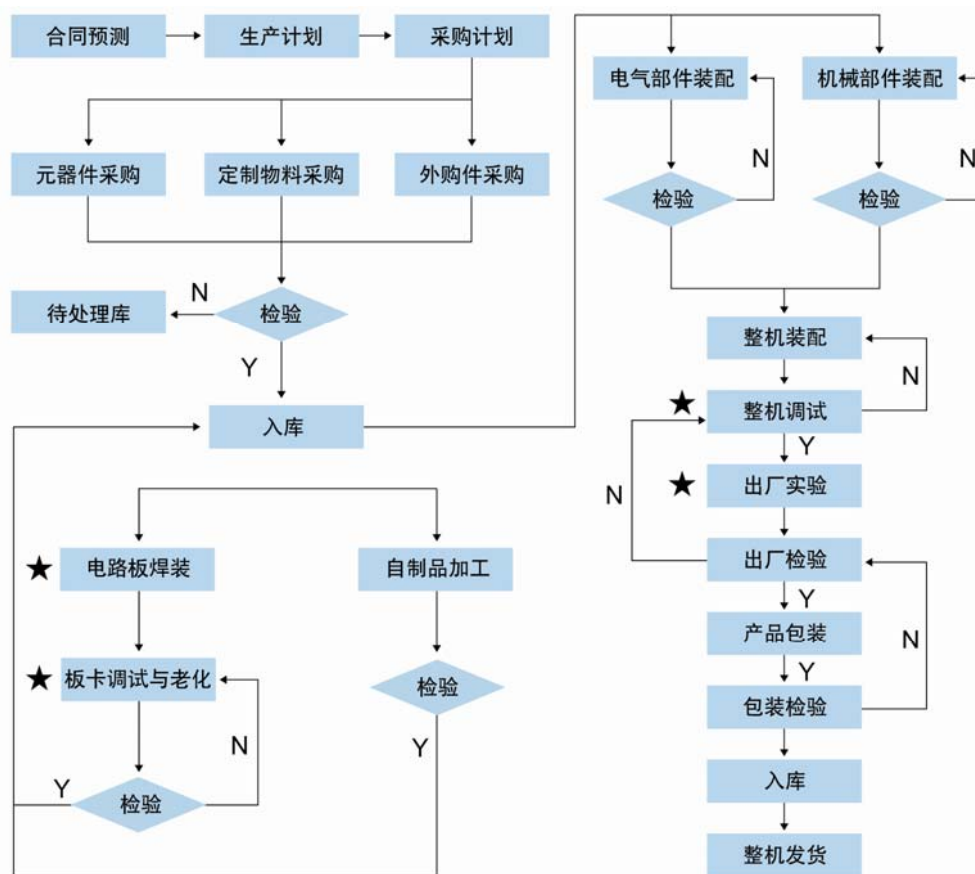 合同预测
生产计划
采购计划
元器件采购
定制物料采购
外购件采购
检验
N
待处理库
Y
入库
电路板焊装
自制品加工
板卡调试与老化
检验
N
Y
Y
检验
电气部件装配
机械部件装配
N
N
检验
检验
整机装配
N
整机调试
Y
N
出厂实验
出厂检验
Y
产品包装
N
Y
包装检验
入库
整机发货